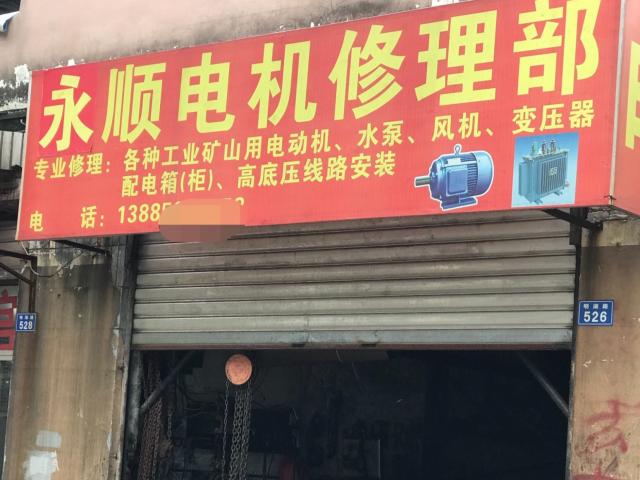 永顺电机修理部
专业修理：各种工业矿山用电动机、水泵、风机、变压器
配电箱(柜)、高底压线路安装
电 话：1388
528
526